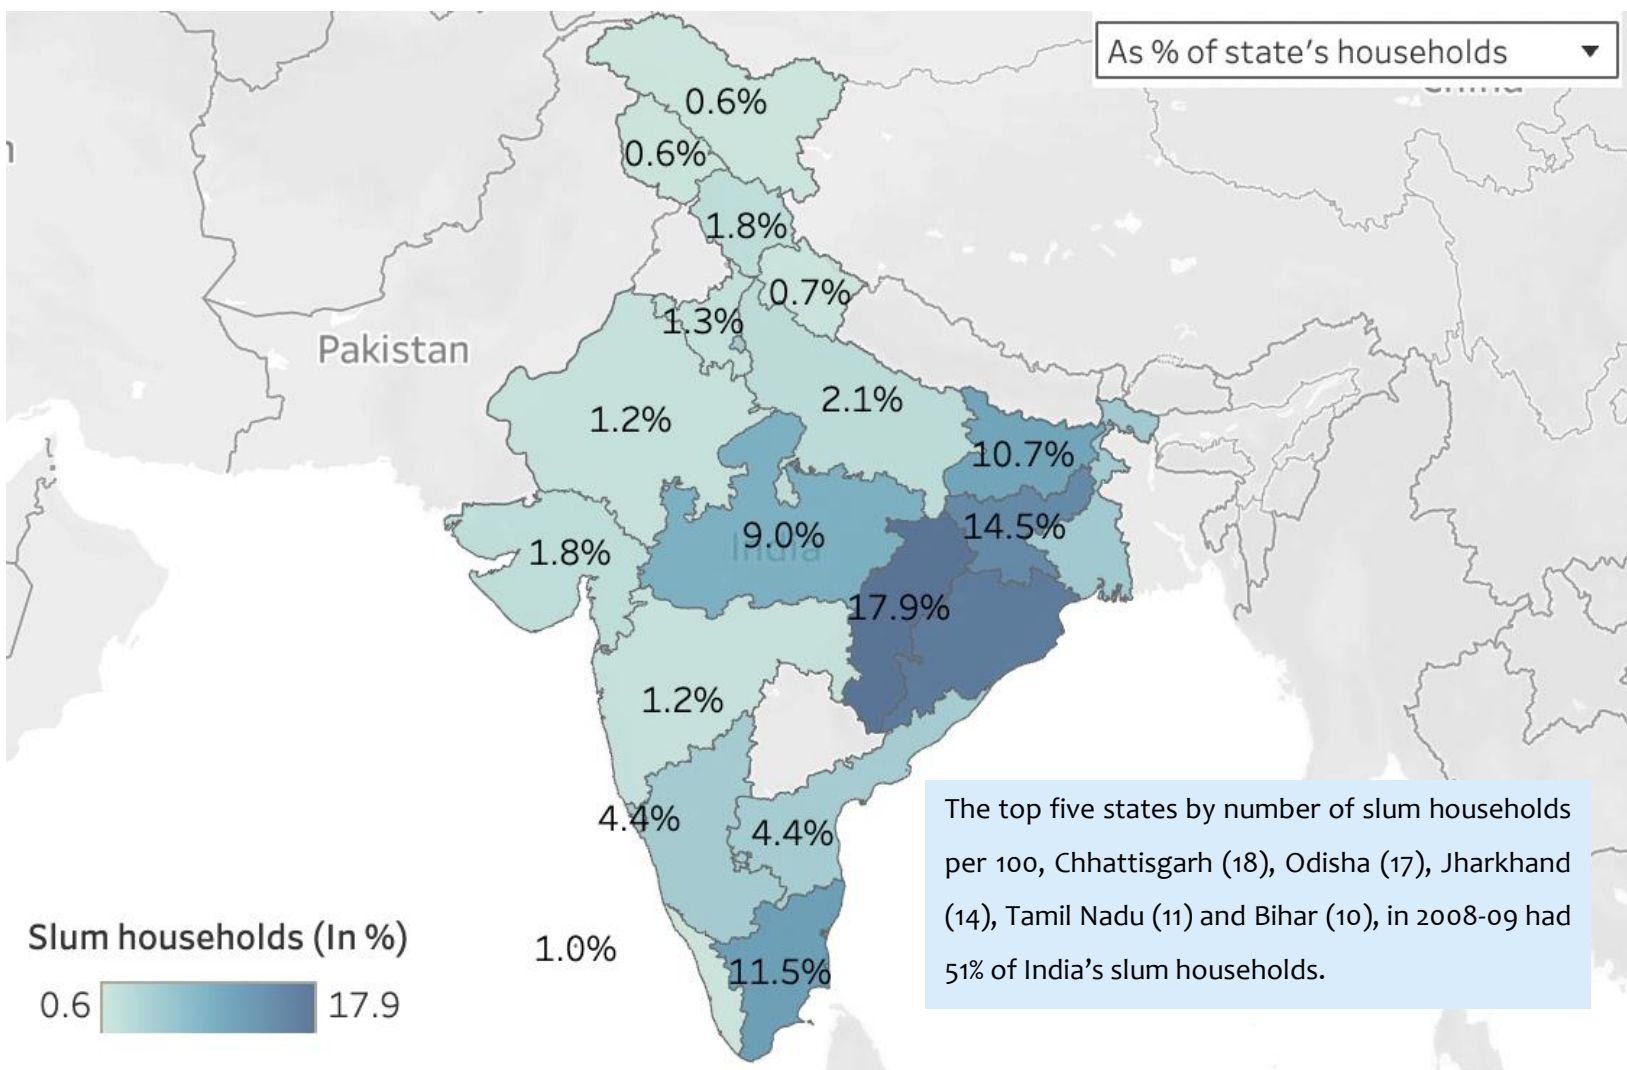 As % of state's households
0.6%
0.6%
1.8%
0.7%
1.3%
Pakistan
2.1%
1.2%
10.7%
14.5%
9.0%
India
1.8%
17.9%
1.2%
4.4%
4.4%
The top five states by number of slum households
per 100, Chhattisgarh (18), Odisha (17), Jharkhand
(14), Tamil Nadu (11) and Bihar (10), in 2008-09 had
51% of India’s slum households.
Slum households (In %)
1.0%
11.5%
0.6
17.9